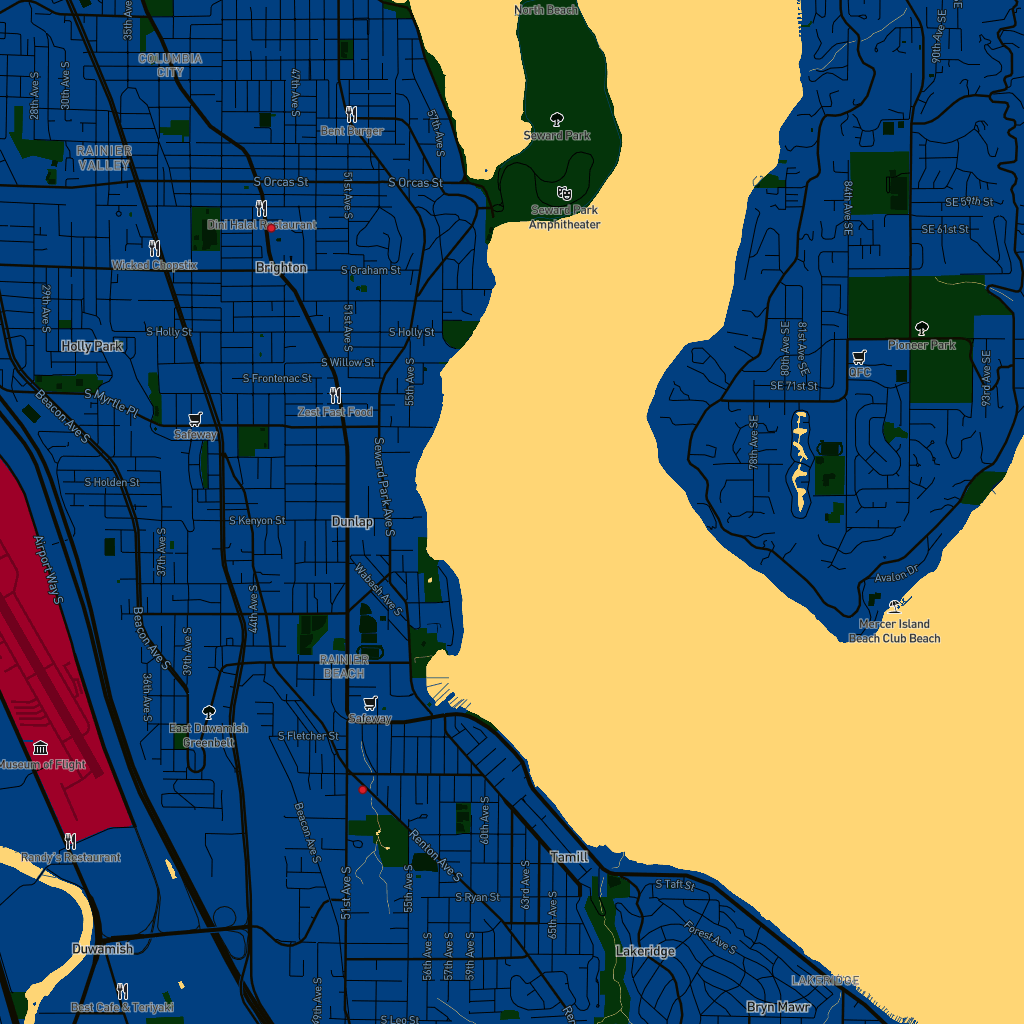 North Beach
35th Ave S
COLUMBIA
CITY
90th Ave SE
28th Ave S
30th Ave S
47th Ave S
Bent Burger
57th Ave S
Seward Park
RAINIER
VALLEY
S Orcas St
S Orcas St
51st Ave S
84th Ave SE
SE 59th St
Seward Park
Amphitheater
Dini Halal Restaurant
SE 61st St
Wicked Chopstix
Brighton
S Graham St
29th Ave S
S Holly St
51st Ave S
S Holly St
80th Ave SE
81st Ave SE
Pioneer Park
Holly Park
S Willow St
QFC
93rd Ave SE
S Frontenac St
55th Ave S
SE 71st St
S Myrtle Pl
Beacon Ave S
Zest Fast Food
Safeway
78th Ave SE
Seward Park Ave S
S Holden St
S Kenyon St
Dunlap
37th Ave S
Airport Way S
Wabash Ave S
Avalon Dr
44th Ave S
Mercer Island
Beach Club Beach
Beacon Ave S
39th Ave S
RAINIER
BEACH
36th Ave S
Safeway
East Duwamish
Greenbelt
S Fletcher St
Museum of Flight
Beacon Ave S
60th Ave S
Renton Ave S
Randy's Restaurant
Tamill
51st Ave S
55th Ave S
63rd Ave S
S Taft St
S Ryan St
65th Ave S
Forest Ave S
Duwamish
56th Ave S
57th Ave S
59th Ave S
Lakeridge
LAKERIDGE
Best Cafe & Teriyaki
49th Ave S
Bryn Mawr
S Leo St